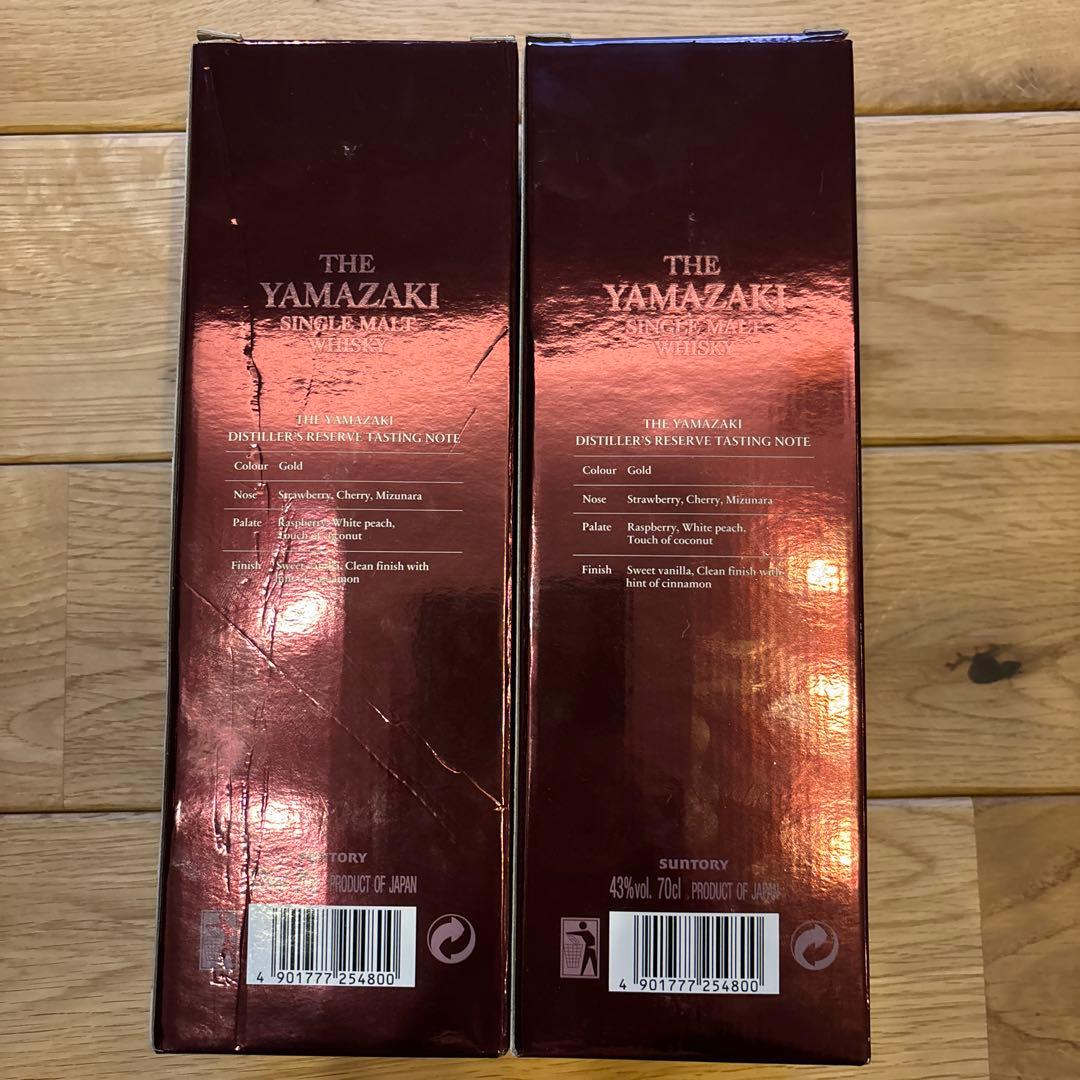 THE
YAMAZAKI
SINGLE MALT
WHISKY
THE YAMAZAKI
DISTILLER'S RESERVE TASTING NOTE
Colour Gold
Nose Strawberry, Cherry, Mizunara
Palate Raspberry, White peach,
Touch of coconut
Finish Sweet vanilla, Clean finish with
hint of cinnamon
SUNTORY
PRODUCT OF JAPAN
4 901777 254800
THE
YAMAZAKI
SINGLE MALT
WHISKY
THE YAMAZAKI
DISTILLER'S RESERVE TASTING NOTE
Colour Gold
Nose Strawberry, Cherry, Mizunara
Palate Raspberry, White peach,
Touch of coconut
Finish Sweet vanilla, Clean finish with
hint of cinnamon
SUNTORY
43%vol. 70cl PRODUCT OF JAPAN
4 901777 254800